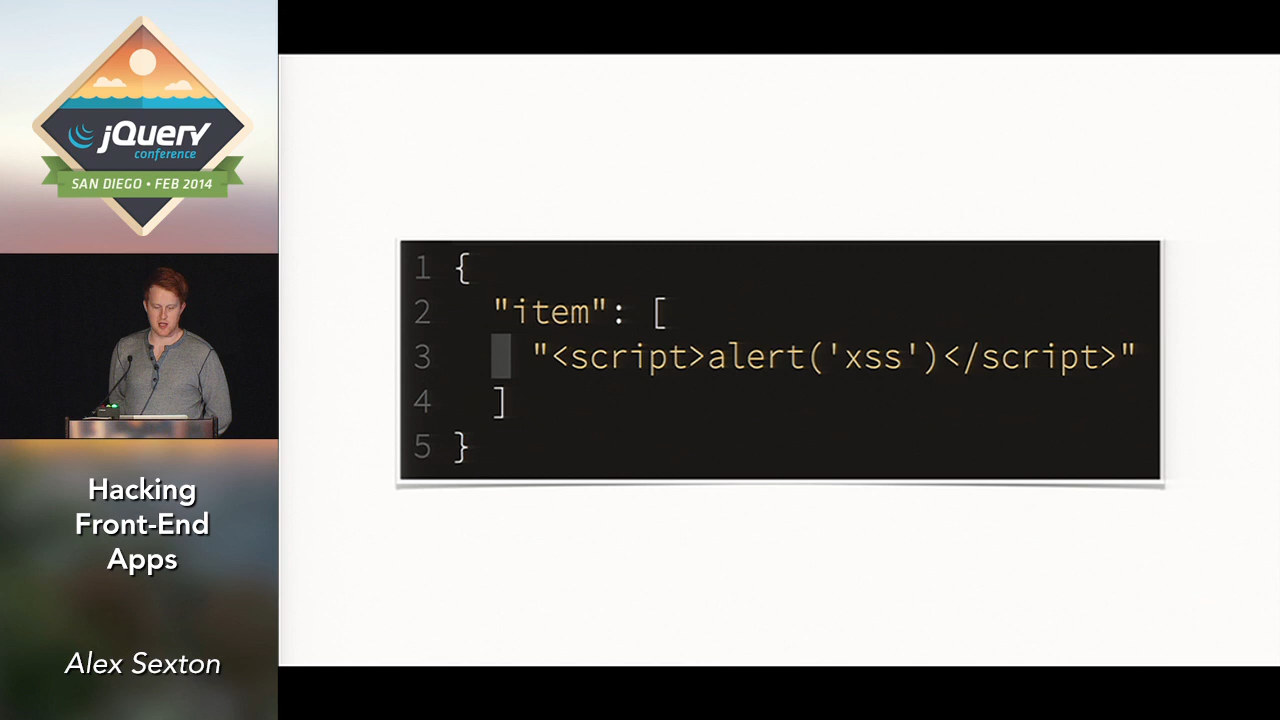 jQuery
conference
SAN DIEGO • FEB 2014
Hacking
Front-End
Apps
Alex Sexton
1 {
2 "item": [
3 "<script>alert('xss')</script>"
4 ]
5 }